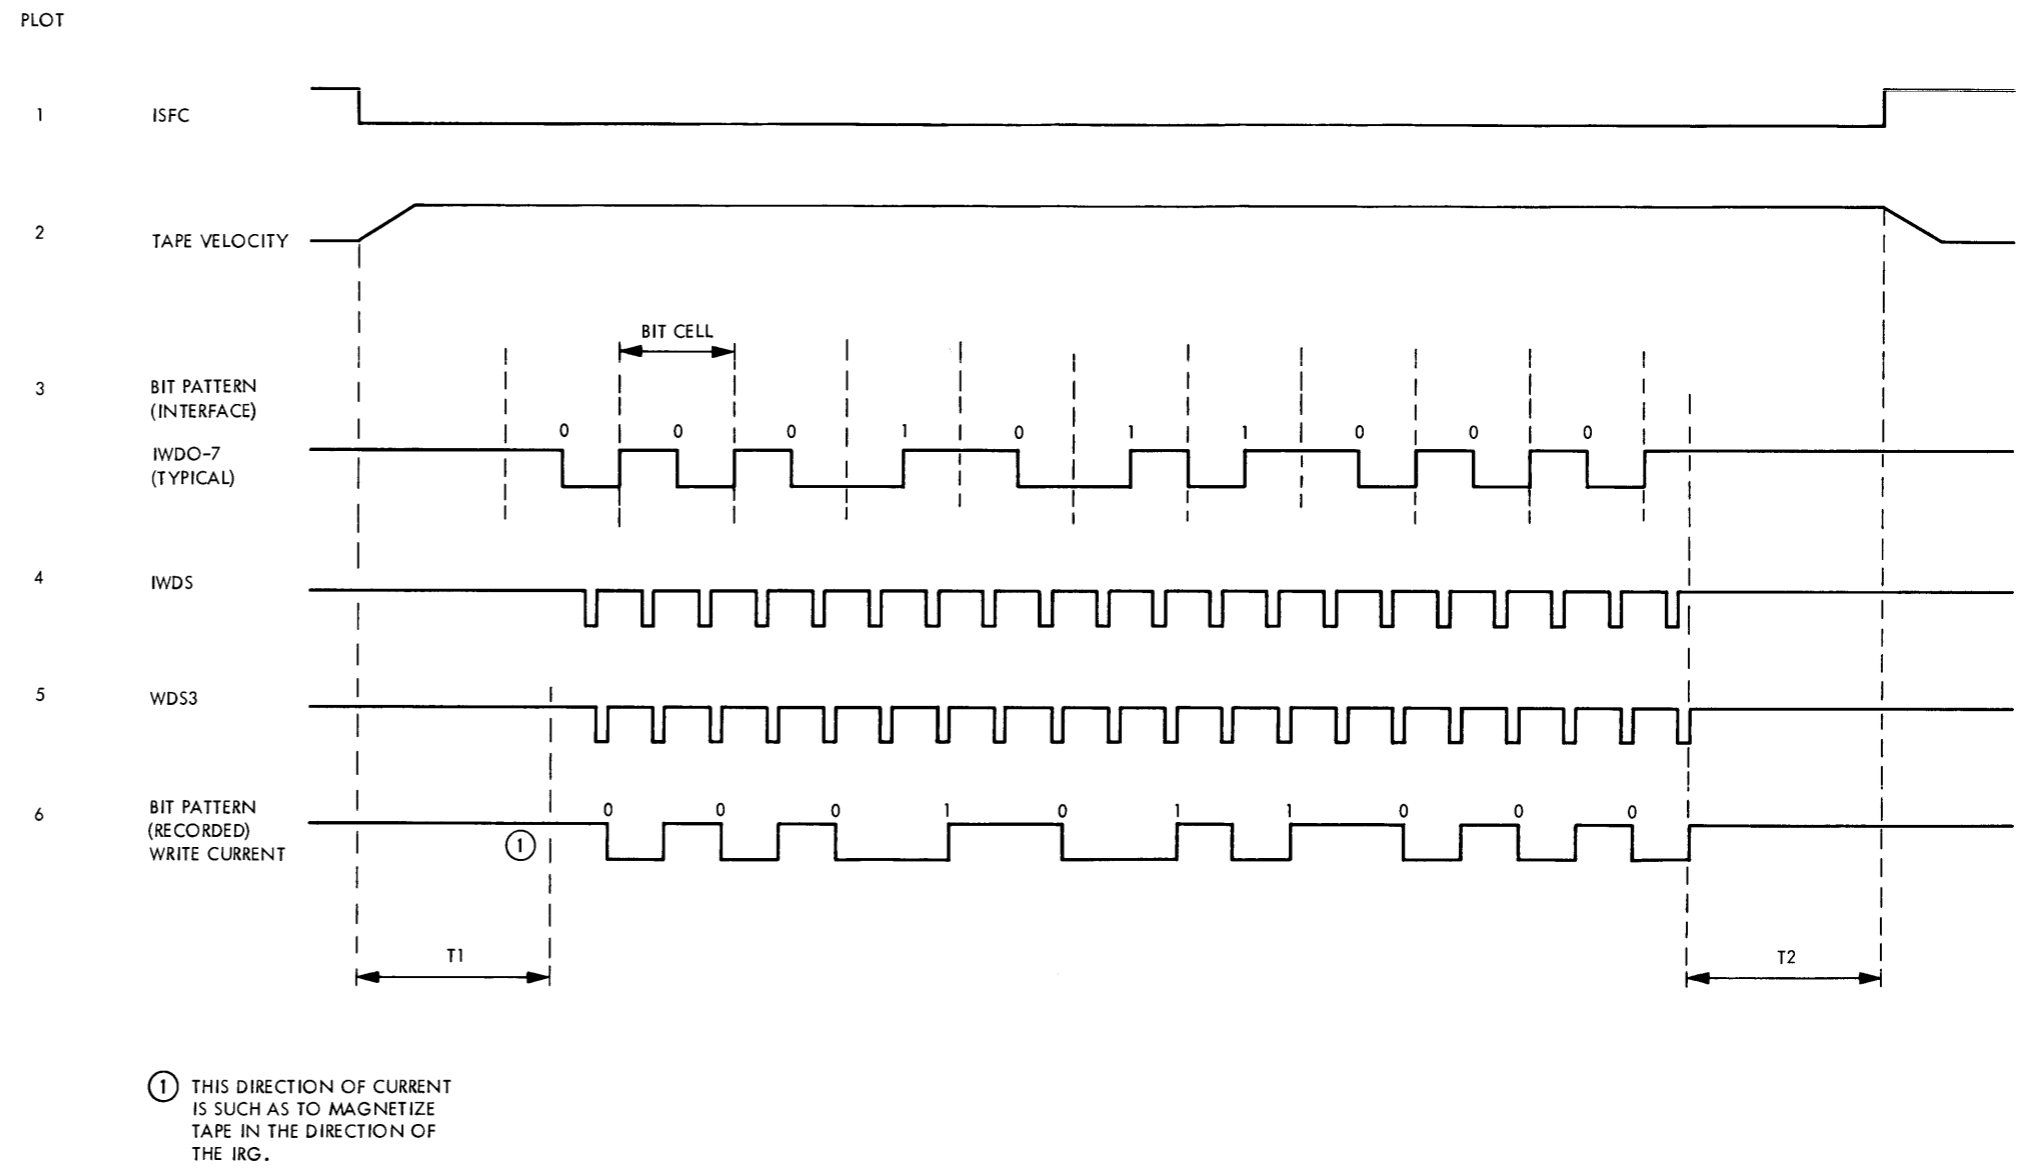 PLOT
1 ISFC
2 TAPE VELOCITY
BIT CELL
3 BIT PATTERN
(INTERFACE)
0 0 0 1 0 1 1 0 0 0
IWDO-7
(TYPICAL)
4 IWDS
5 WDS3
6 BIT PATTERN
(RECORDED)
WRITE CURRENT
0 0 0 1 0 1 1 0 0 0
1
T1 T2
1 THIS DIRECTION OF CURRENT
IS SUCH AS TO MAGNETIZE
TAPE IN THE DIRECTION OF
THE IRG.